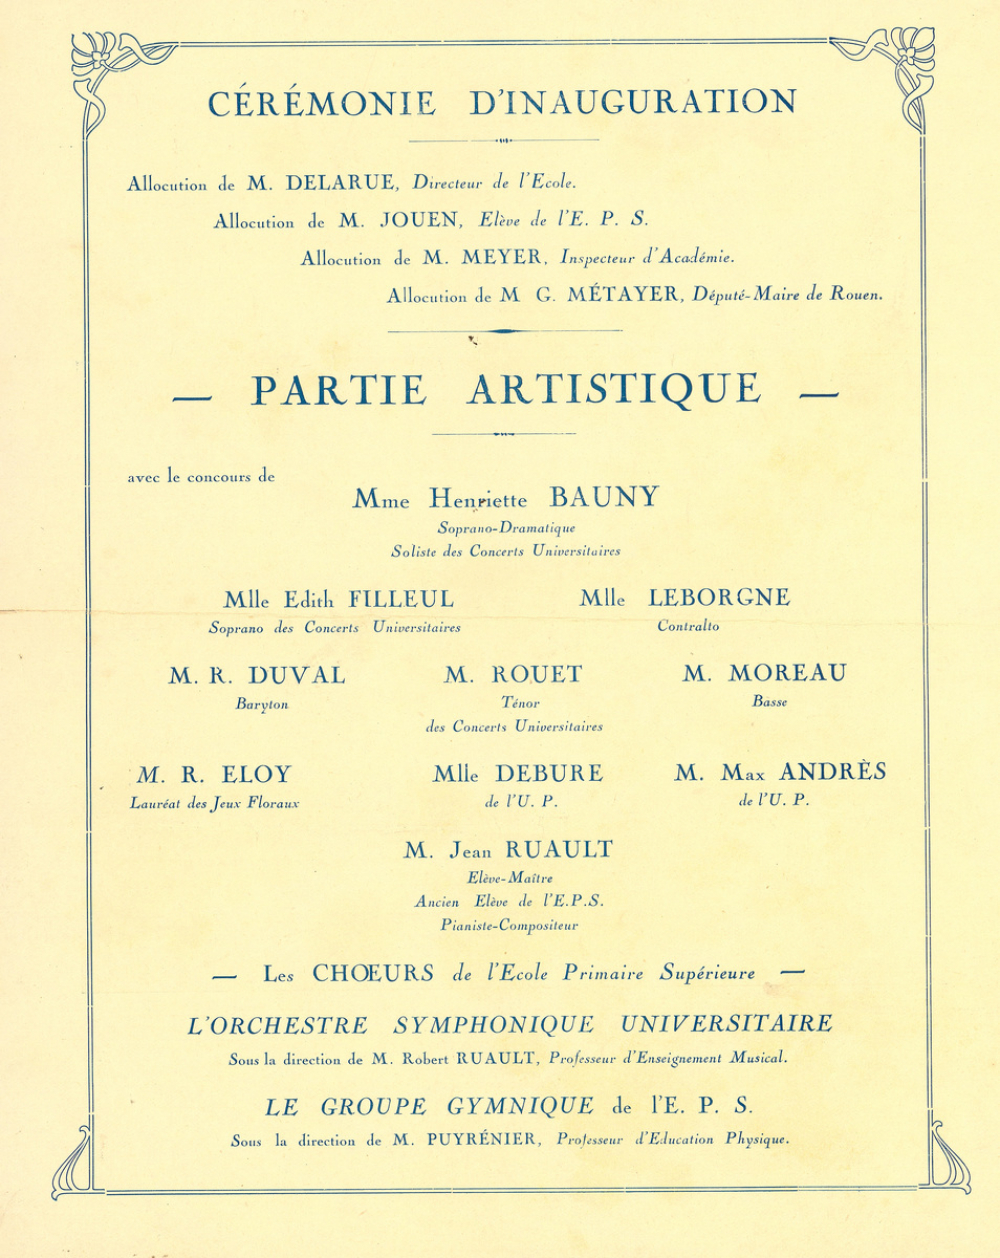 CÉRÉMONIE D'INAUGURATION
Allocution de M. DELARUE, Directeur de l'Ecole.
Allocution de M. JOUEN, Elève de l'E. P. S.
Allocution de M. MEYER, Inspecteur d'Académie.
Allocution de M G. MÉTAYER, Député-Maire de Rouen.
— PARTIE ARTISTIQUE —
avec le concours de
Mme Henriette BAUNY
Soprano-Dramatique
Soliste des Concerts Universitaires
Mlle Edith FILLEUL Mlle LEBORGNE
Soprano des Concerts Universitaires Contralto
M. R. DUVAL M. ROUET M. MOREAU
Baryton Ténor Basse
des Concerts Universitaires
M. R. ELOY Mlle DEBURE M. Max ANDRÈS
Lauréat des Jeux Floraux de l'U. P. de l'U. P.
M. Jean RUAULT
Elève-Maître
Ancien Elève de l'E.P.S.
Pianiste-Compositeur
— Les CHŒURS de l'Ecole Primaire Supérieure —
L'ORCHESTRE SYMPHONIQUE UNIVERSITAIRE
Sous la direction de M. Robert RUAULT, Professeur d'Enseignement Musical.
LE GROUPE GYMNIQUE de l'E. P. S.
Sous la direction de M. PUYRÉNIER, Professeur d'Education Physique.